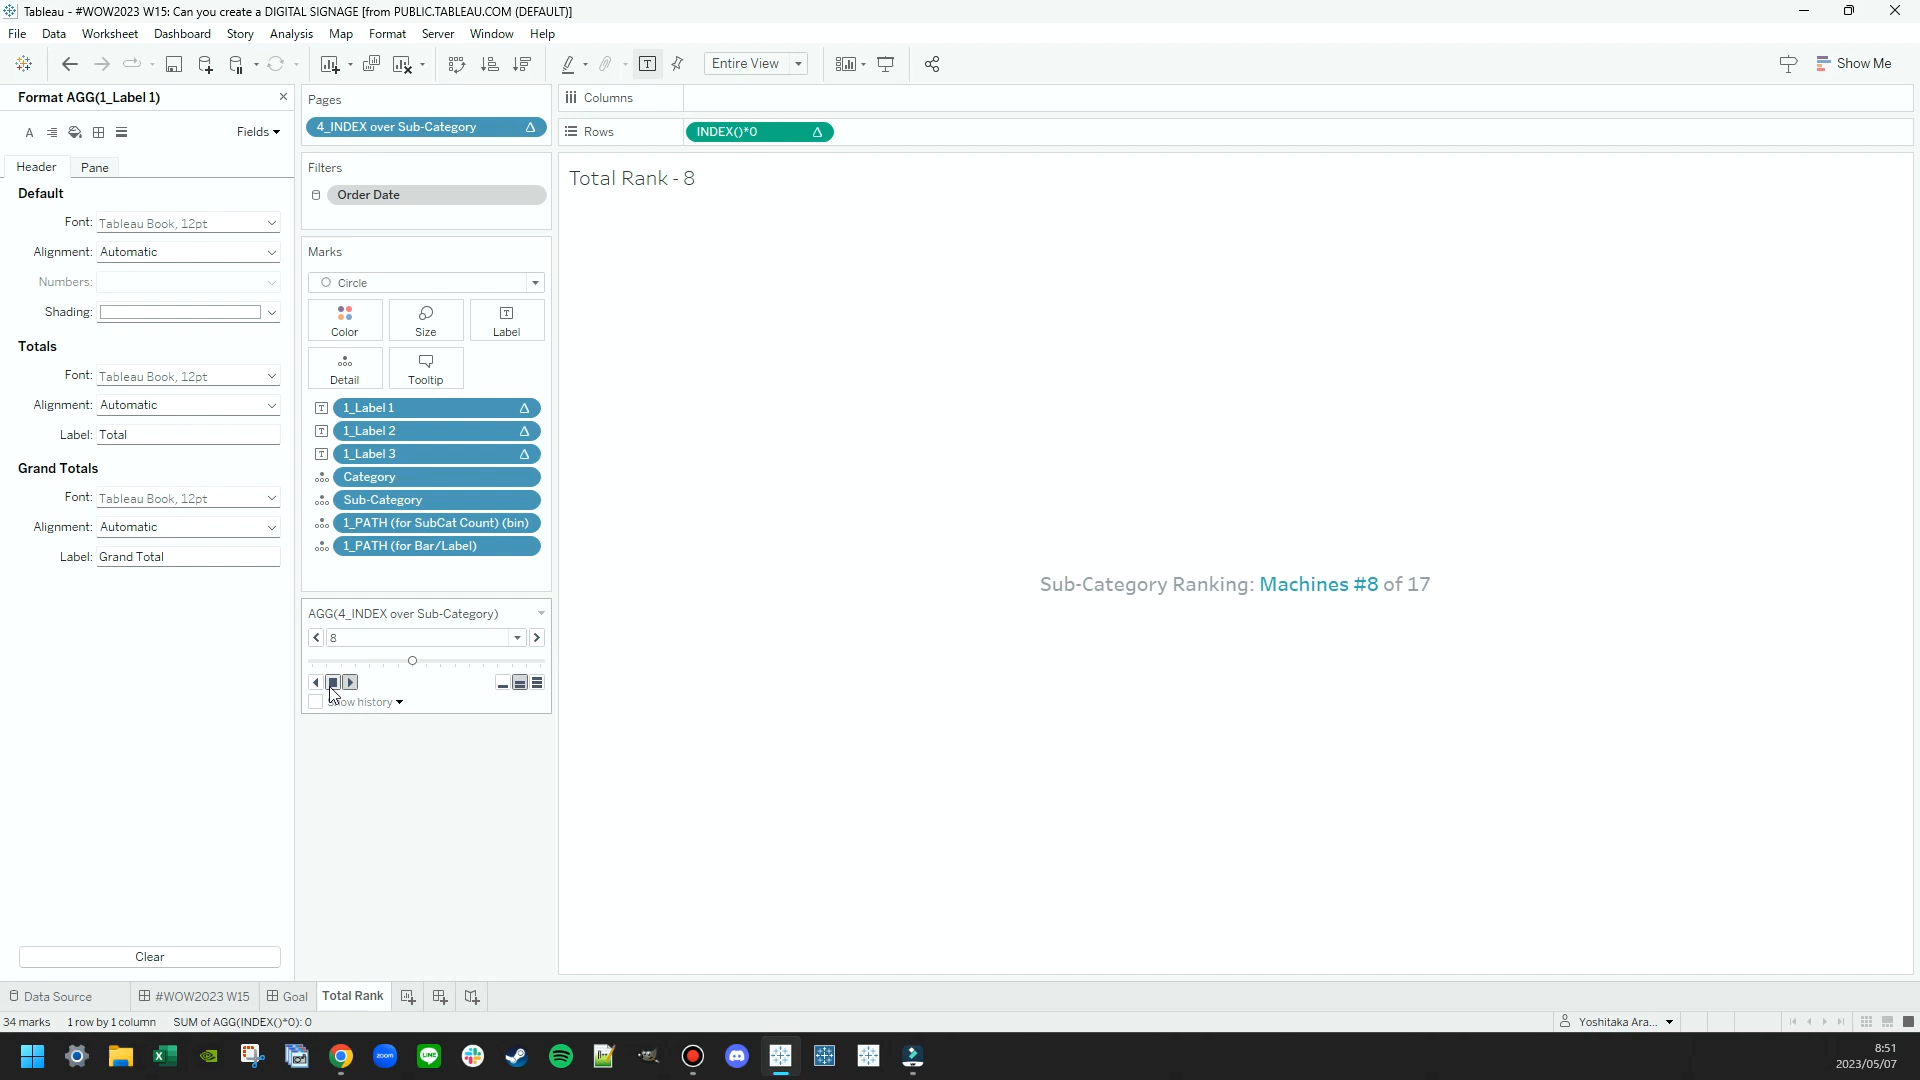 Tableau - #WOW2023 W15: Can you create a DIGITAL SIGNAGE [from PUBLIC.TABLEAU.COM (DEFAULT)]
File Data Worksheet Dashboard Story Analysis Map Format Server Window Help
Entire View
Show Me
Format AGG(1_Label 1)
Fields
Header Pane
Default
Font: Tableau Book, 12pt
Alignment: Automatic
Numbers:
Shading:
Totals
Font: Tableau Book, 12pt
Alignment: Automatic
Label: Total
Grand Totals
Font: Tableau Book, 12pt
Alignment: Automatic
Label: Grand Total
Clear
Pages
4_INDEX over Sub-Category
Filters
Order Date
Marks
Circle
Color Size Label
Detail Tooltip
1_Label 1
1_Label 2
1_Label 3
Category
Sub-Category
1_PATH (for SubCat Count) (bin)
1_PATH (for Bar/Label)
AGG(4_INDEX over Sub-Category)
8
Show history
Columns
Rows INDEX()*0
Total Rank - 8
Sub-Category Ranking: Machines #8 of 17
Data Source #WOW2023 W15 Goal Total Rank
34 marks 1 row by 1 column SUM of AGG(INDEX()*0): 0
Yoshitaka Ara...
zoom
LINE
8:51
2023/05/07